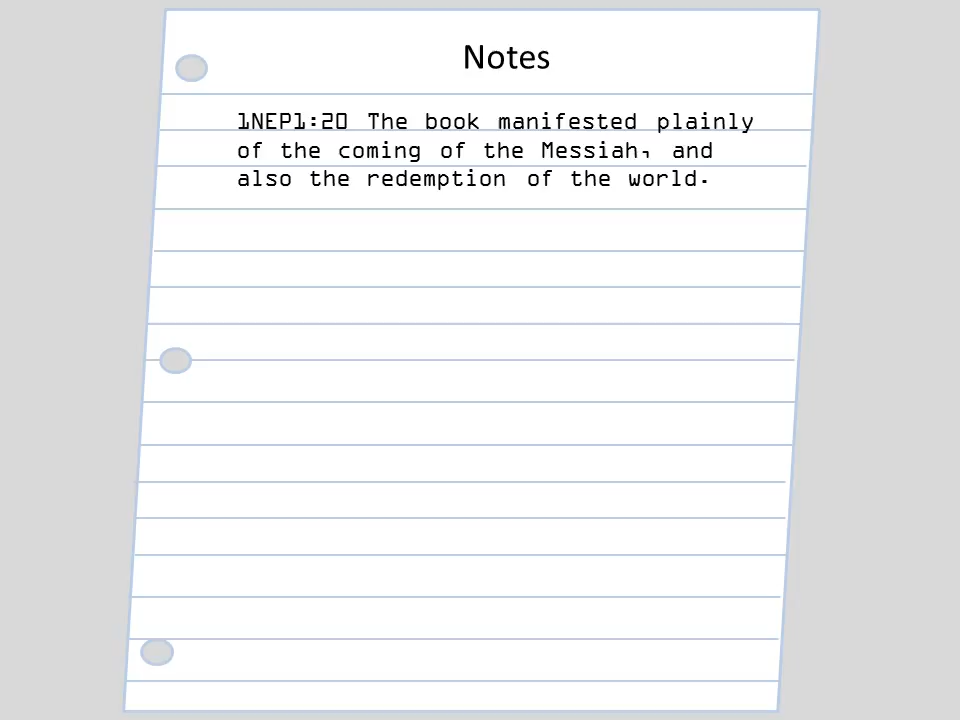 Notes
1NEP1:20 The book manifested plainly
of the coming of the Messiah, and
also the redemption of the world.